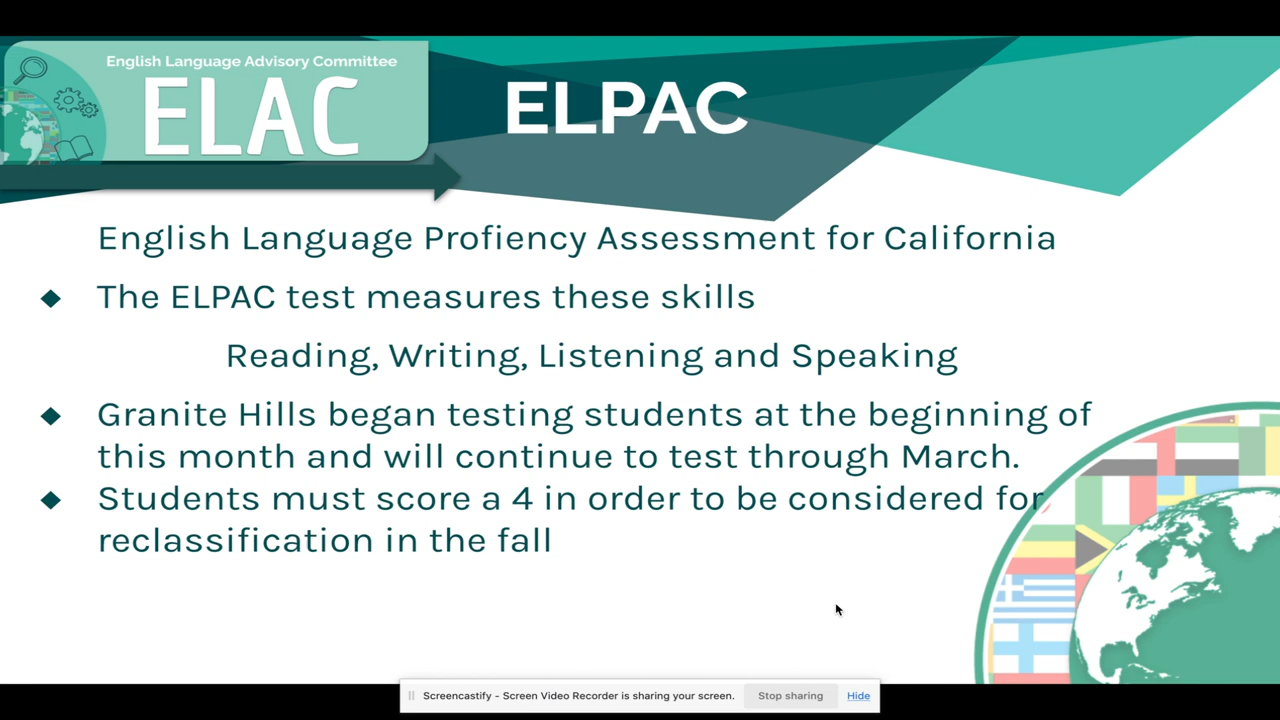 English Language Advisory Committee
ELAC
ELPAC
English Language Profiency Assessment for California
The ELPAC test measures these skills
Reading, Writing, Listening and Speaking
Granite Hills began testing students at the beginning of
this month and will continue to test through March.
Students must score a 4 in order to be considered for
reclassification in the fall
Screencastify - Screen Video Recorder is sharing your screen.
Stop sharing
Hide